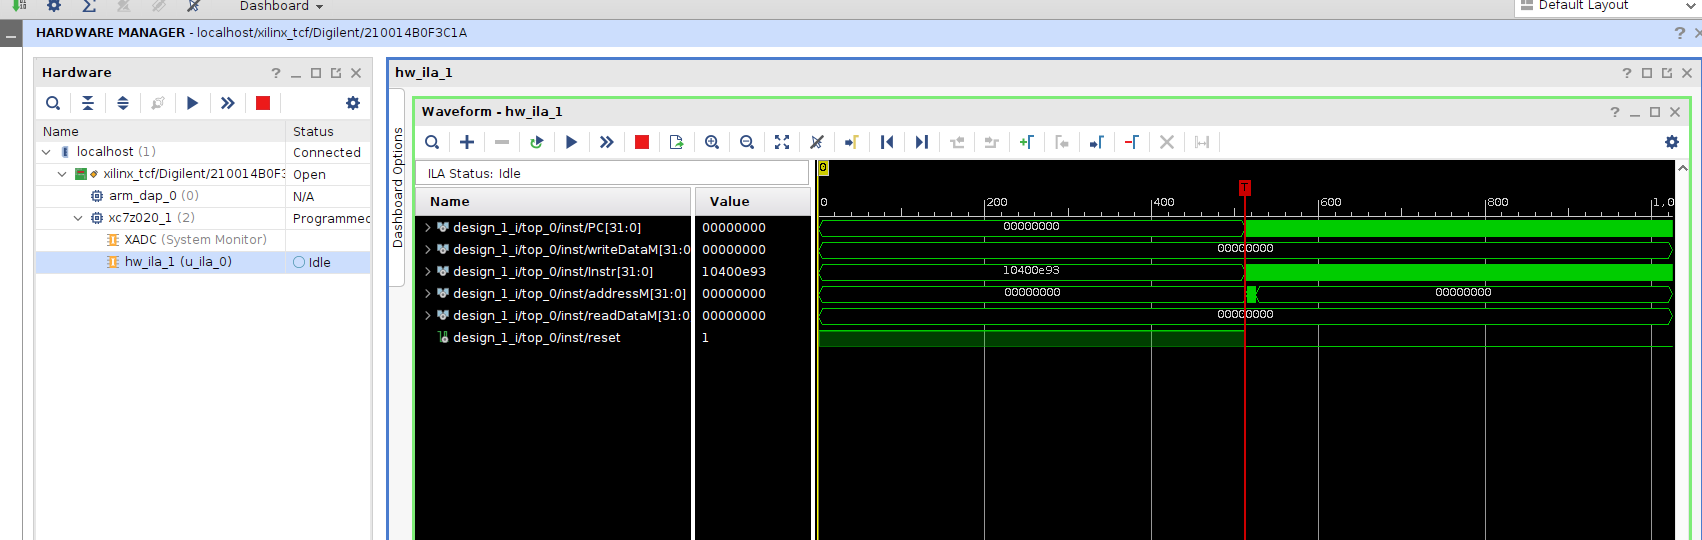 Dashboard
Default Layout
HARDWARE MANAGER - localhost/xilinx_tcf/Digilent/210014B0F3C1A
Hardware
hw_ila_1
Waveform - hw_ila_1
Name Status
localhost (1) Connected
xilinx_tcf/Digilent/210014B0F3 Open
arm_dap_0 (0) N/A
xc7z020_1 (2) Programmed
XADC (System Monitor)
hw_ila_1 (u_ila_0) Idle
Dashboard Options
ILA Status: Idle
Name Value
design_1_i/top_0/inst/PC[31:0] 00000000
design_1_i/top_0/inst/writeDataM[31:0 00000000
design_1_i/top_0/inst/Instr[31:0] 10400e93
design_1_i/top_0/inst/addressM[31:0] 00000000
design_1_i/top_0/inst/readDataM[31:0 00000000
design_1_i/top_0/inst/reset 1
0
T
0 200 400 600 800 1,0
00000000
00000000
10400e93
00000000 00000000
00000000